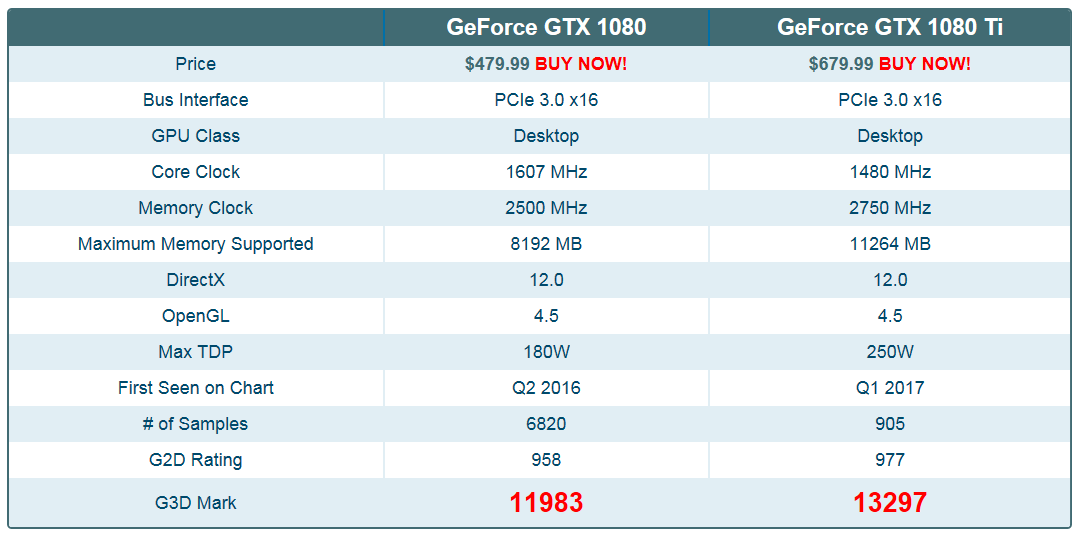 GeForce GTX 1080 GeForce GTX 1080 Ti
Price $479.99 BUY NOW! $679.99 BUY NOW!
Bus Interface PCIe 3.0 x16 PCIe 3.0 x16
GPU Class Desktop Desktop
Core Clock 1607 MHz 1480 MHz
Memory Clock 2500 MHz 2750 MHz
Maximum Memory Supported 8192 MB 11264 MB
DirectX 12.0 12.0
OpenGL 4.5 4.5
Max TDP 180W 250W
First Seen on Chart Q2 2016 Q1 2017
# of Samples 6820 905
G2D Rating 958 977
G3D Mark 11983 13297